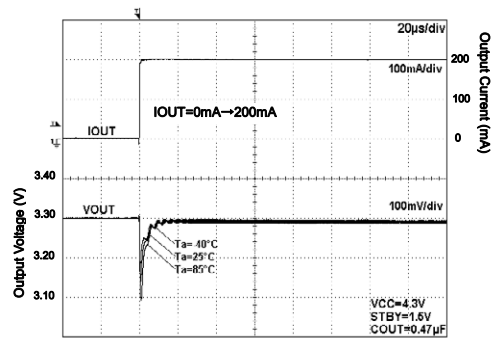 20μs/div
200
100mA/div
100
IOUT=0mA→200mA
IOUT
0
Output Current (mA)
3.40
VOUT
100mV/div
3.30
Ta=-40°C
Ta=25°C
3.20
Ta=85°C
3.10
Output Voltage (V)
VCC=4.3V
STBY=1.5V
COUT=0.47μF